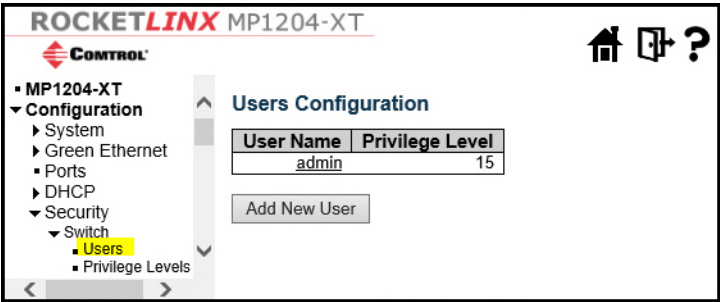 ROCKETLINX MP1204-XT
COMTROL
MP1204-XT
Configuration
System
Green Ethernet
Ports
DHCP
Security
Switch
Users
Privilege Levels
Users Configuration
User Name Privilege Level
admin 15
Add New User
?